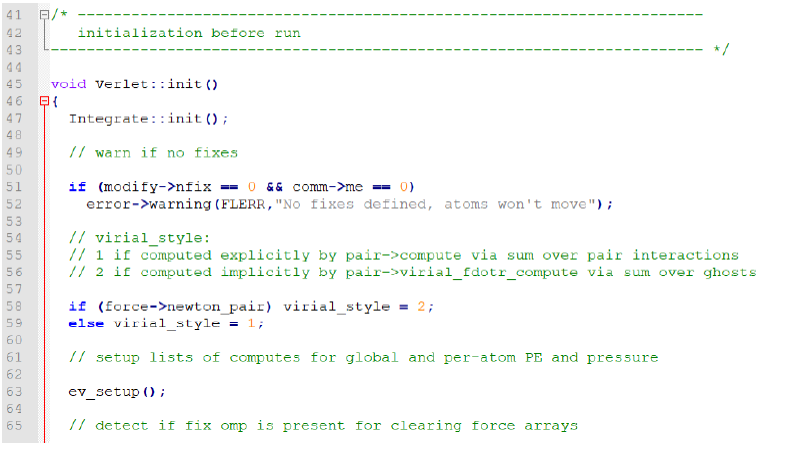 41 /* ----------------------------------------------------------------------
42    initialization before run
43 ------------------------------------------------------------------------- */
44
45 void Verlet::init()
46 {
47   Integrate::init();
48
49   // warn if no fixes
50
51   if (modify->nfix == 0 && comm->me == 0)
52     error->warning(FLERR,"No fixes defined, atoms won't move");
53
54   // virial_style:
55   // 1 if computed explicitly by pair->compute via sum over pair interactions
56   // 2 if computed implicitly by pair->virial_fdotr_compute via sum over ghosts
57
58   if (force->newton_pair) virial_style = 2;
59   else virial_style = 1;
60
61   // setup lists of computes for global and per-atom PE and pressure
62
63   ev_setup();
64
65   // detect if fix omp is present for clearing force arrays